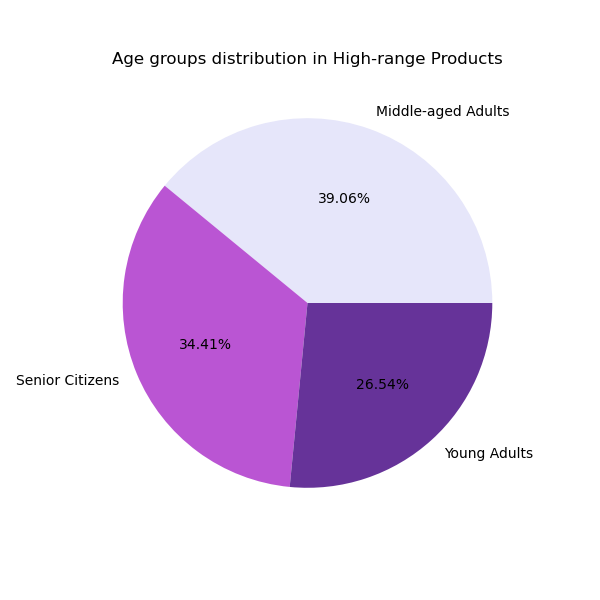 Age groups distribution in High-range Products
Middle-aged Adults
39.06%
34.41%
Senior Citizens
26.54%
Young Adults